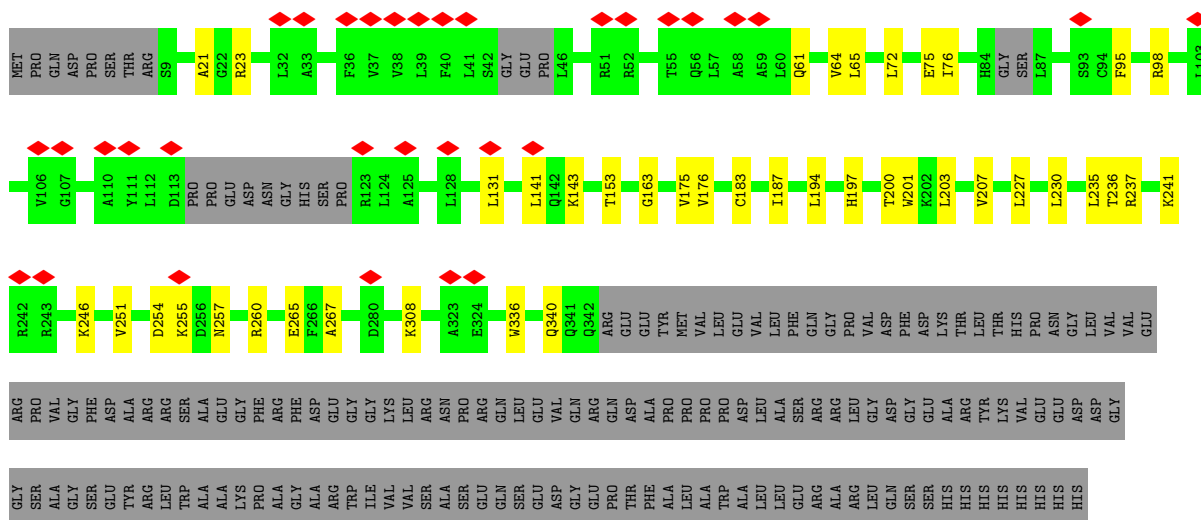 MET PRO GLN ASP PRO SER THR ARG S9 A21 G22 R23 L32 A33 F36 V37 V38 L39 F40 L41 S42 GLY GLU PRO L46 R51 R52 T55 Q56 L57 A58 A59 L60 Q61 V64 L65 L72 E75 I76 H84 GLY SER L87 S93 C94 F95 R98 L103
V106 G107 A110 Y111 L112 D113 PRO PRO GLU ASP ASN GLY HIS SER PRO R123 L124 A125 L128 L131 L141 Q142 K143 T153 G163 V175 V176 C183 I187 L194 H197 T200 W201 K202 L203 V207 L227 L230 L235 T236 R237 K241
R242 R243 K246 V251 D254 K255 D256 N257 R260 E265 F266 A267 D280 K308 A323 E324 W336 Q340 Q341 Q342 ARG GLU GLU TYR MET VAL LEU GLU VAL LEU PHE GLN GLY PRO VAL ASP PHE ASP LYS THR LEU THR HIS PRO ASN GLY LEU VAL VAL GLU
ARG PRO VAL GLY PHE ASP ALA ARG ARG SER ALA GLU GLY PHE ARG PHE ASP GLU GLY GLY LYS LEU ARG ASN PRO ARG GLN LEU GLU VAL GLN ARG GLN ASP ALA PRO PRO PRO PRO ASP LEU ALA SER ARG ARG LEU GLY ASP GLY GLU ALA ARG TYR LYS VAL GLU GLU ASP ASP GLY
GLY SER ALA GLY SER GLU TYR ARG LEU TRP ALA ALA LYS PRO ALA GLY ALA ARG TRP ILE VAL VAL SER ALA SER GLU GLN SER GLU ASP GLY GLU PRO THR PHE ALA LEU ALA TRP ALA LEU LEU GLU ARG ALA ARG LEU GLN SER SER HIS HIS HIS HIS HIS HIS HIS HIS